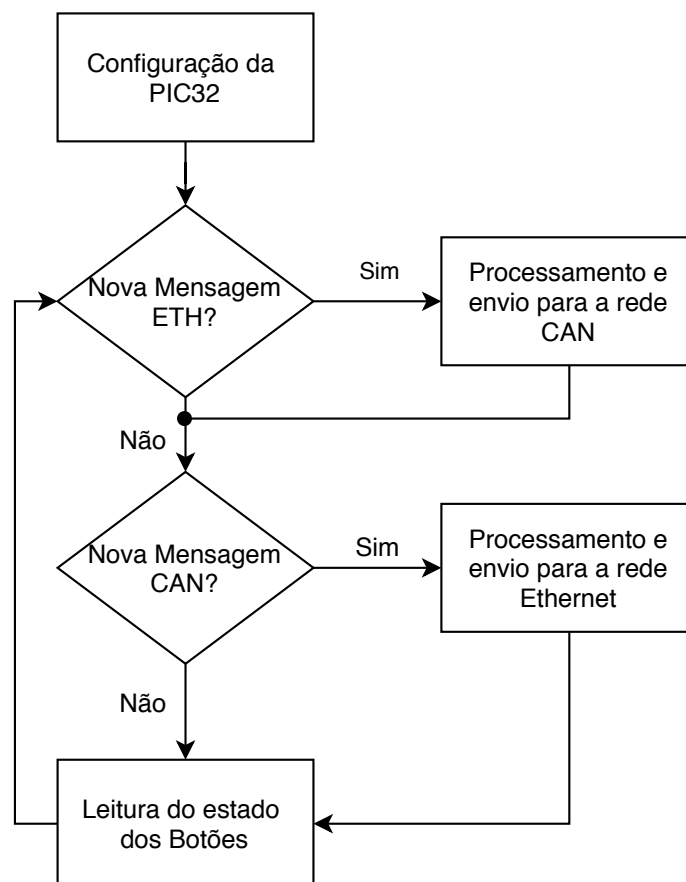 Configuração da
PIC32
Nova Mensagem
ETH?
Sim
Processamento e
envio para a rede
CAN
Não
Nova Mensagem
CAN?
Sim
Processamento e
envio para a rede
Ethernet
Não
Leitura do estado
dos Botões